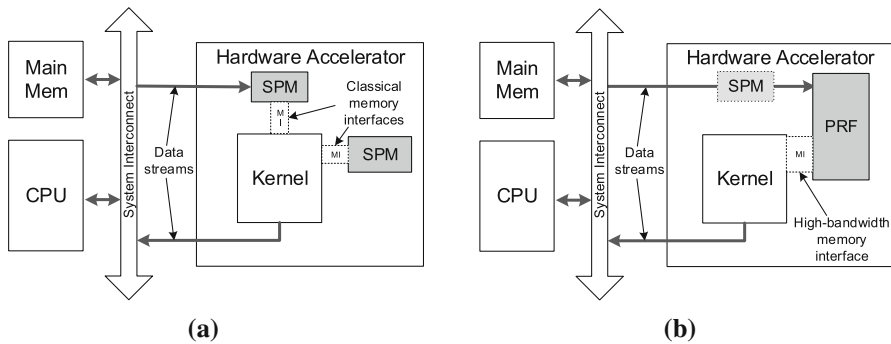 Main
Mem
CPU
System Interconnect
Data
streams
Hardware Accelerator
SPM
M
I
Classical
memory
interfaces
Kernel
MI
SPM
(a)
Main
Mem
CPU
System Interconnect
Data
streams
Hardware Accelerator
SPM
PRF
MI
Kernel
High-bandwidth
memory
interface
(b)